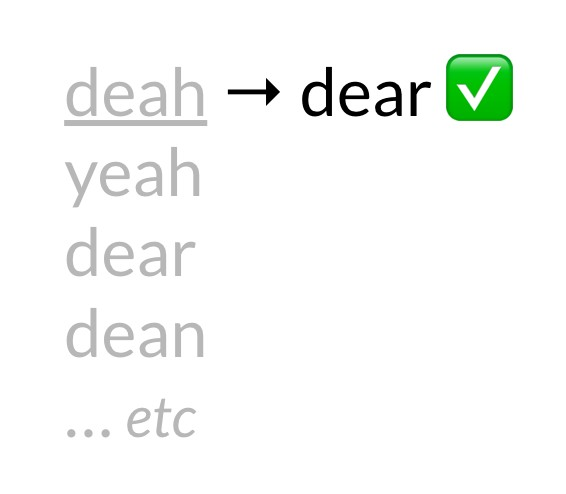 deah → dear ✅
yeah
dear
dean
... etc